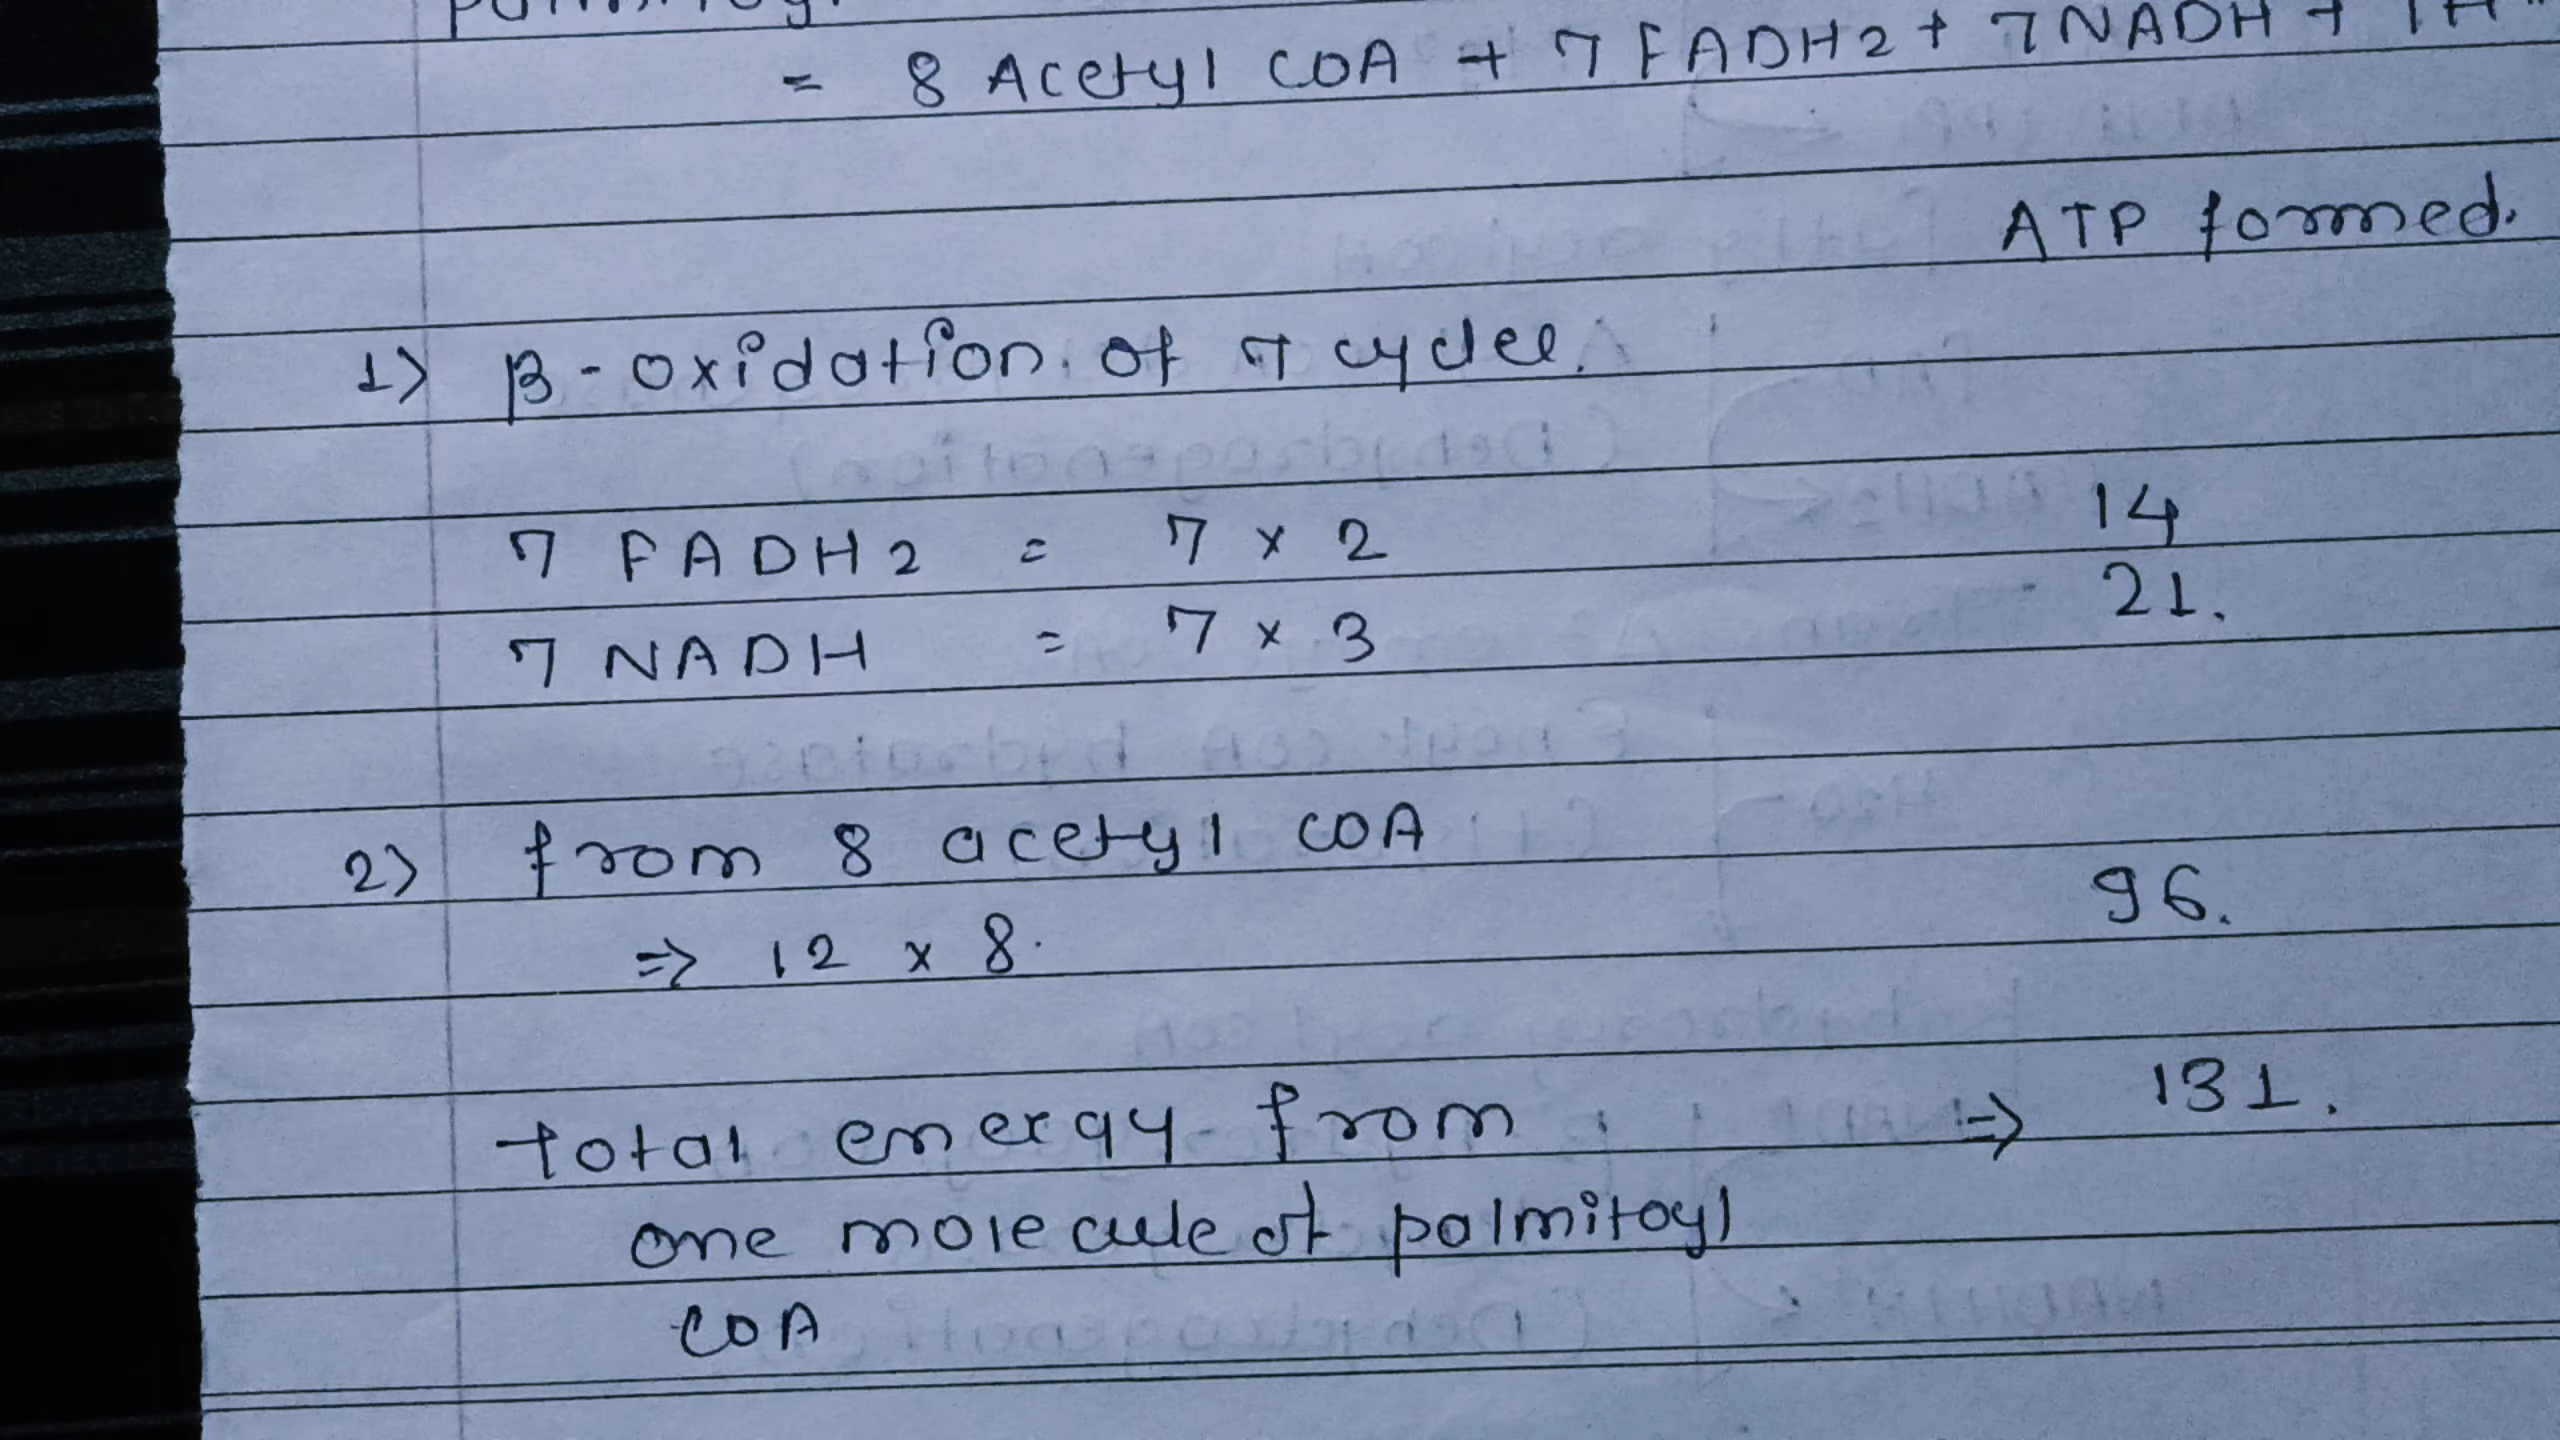 = 8 Acetyl COA + 7 FADH2 + 7 NADH +
ATP formed.
1) β-oxidation of 7 cycle.
7 FADH2 = 7 x 2 14
7 NADH = 7 x 3 21.
2) from 8 acetyl COA
=> 12 x 8. 96.
total energy from => 131.
one molecule of palmitoyl
COA